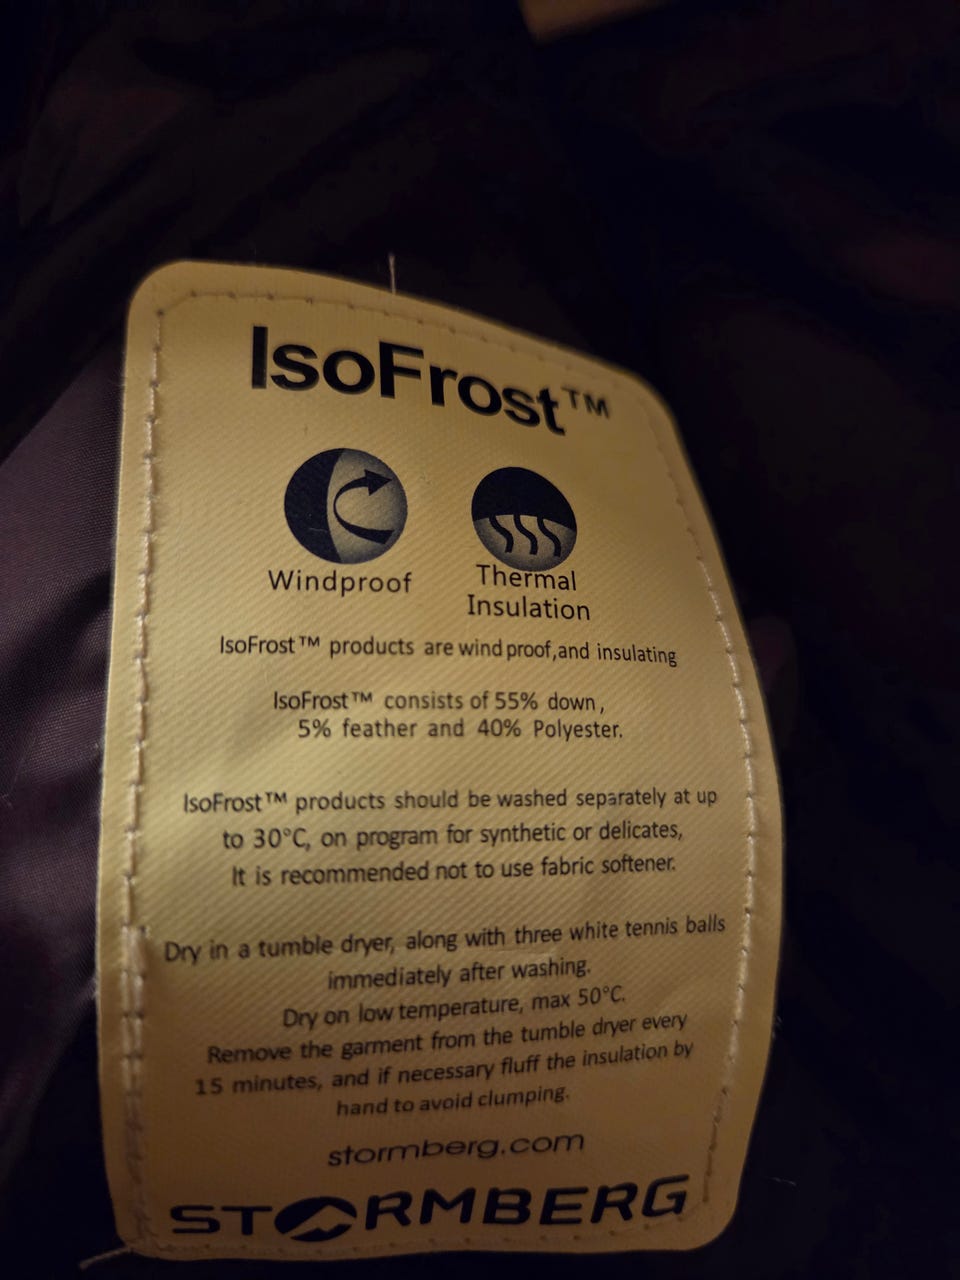 IsoFrost™
Windproof
Thermal
Insulation
IsoFrost™ products are wind proof,and insulating
IsoFrost™ consists of 55% down,
5% feather and 40% Polyester.
IsoFrost™ products should be washed separately at up
to 30°C, on program for synthetic or delicates,
It is recommended not to use fabric softener.
Dry in a tumble dryer, along with three white tennis balls
immediately after washing.
Dry on low temperature, max 50°C.
Remove the garment from the tumble dryer every
15 minutes, and if necessary fluff the insulation by
hand to avoid clumping.
stormberg.com
STORMBERG